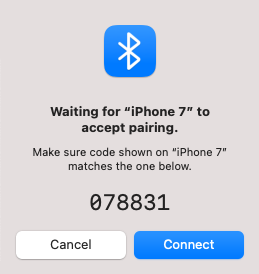 Waiting for “iPhone 7” to
accept pairing.
Make sure code shown on “iPhone 7”
matches the one below.
078831
Cancel
Connect